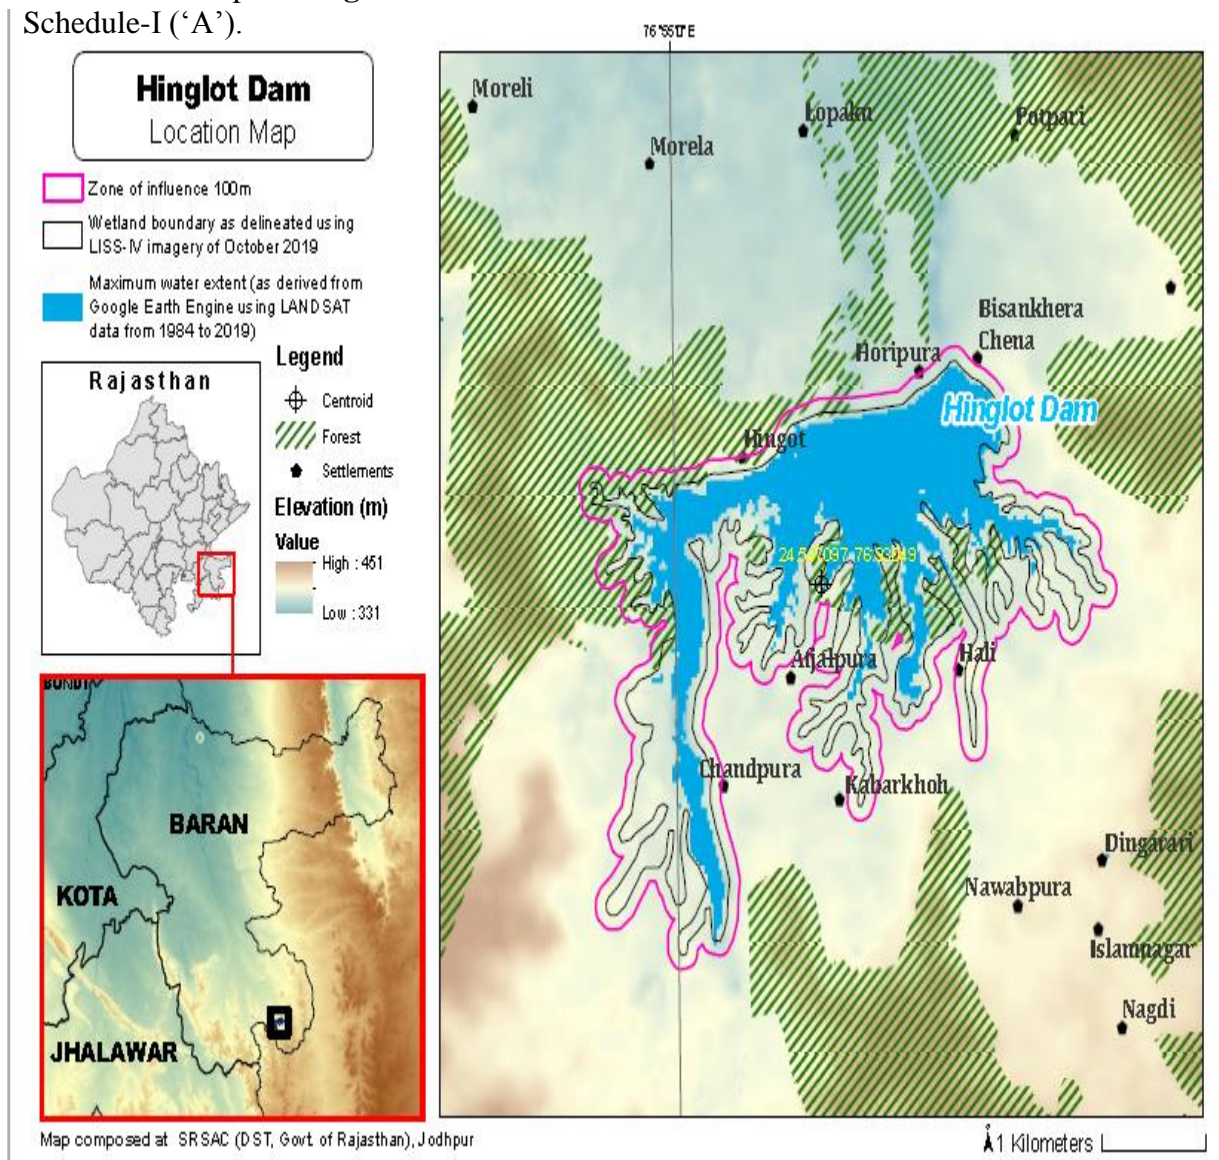 Schedule-I (‘A’).
Hinglot Dam
Location Map
Zone of influence 100m
Wetland boundary as delineated using
LISS-IV imagery of October 2019
Maximum water extent (as derived from
Google Earth Engine using LANDSAT
data from 1984 to 2019)
Legend
Centroid
Forest
Settlements
Elevation (m)
Value
High : 451
Low : 331
Rajasthan
BARAN
KOTA
JHALAWAR
Moreli
Morela
Lopaku
Potpari
Bisankhera
Chena
Horipura
Hinglot Dam
Hingot
Aijalpura
Hali
Chandpura
Kabarkhoh
Dingarari
Nawabpura
Islamnagar
Nagdi
Map composed at SRSAC (DST, Govt. of Rajasthan), Jodhpur
1 Kilometers